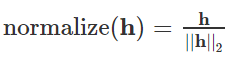 normalize(𝐡) = 𝐡 / ||𝐡||₂